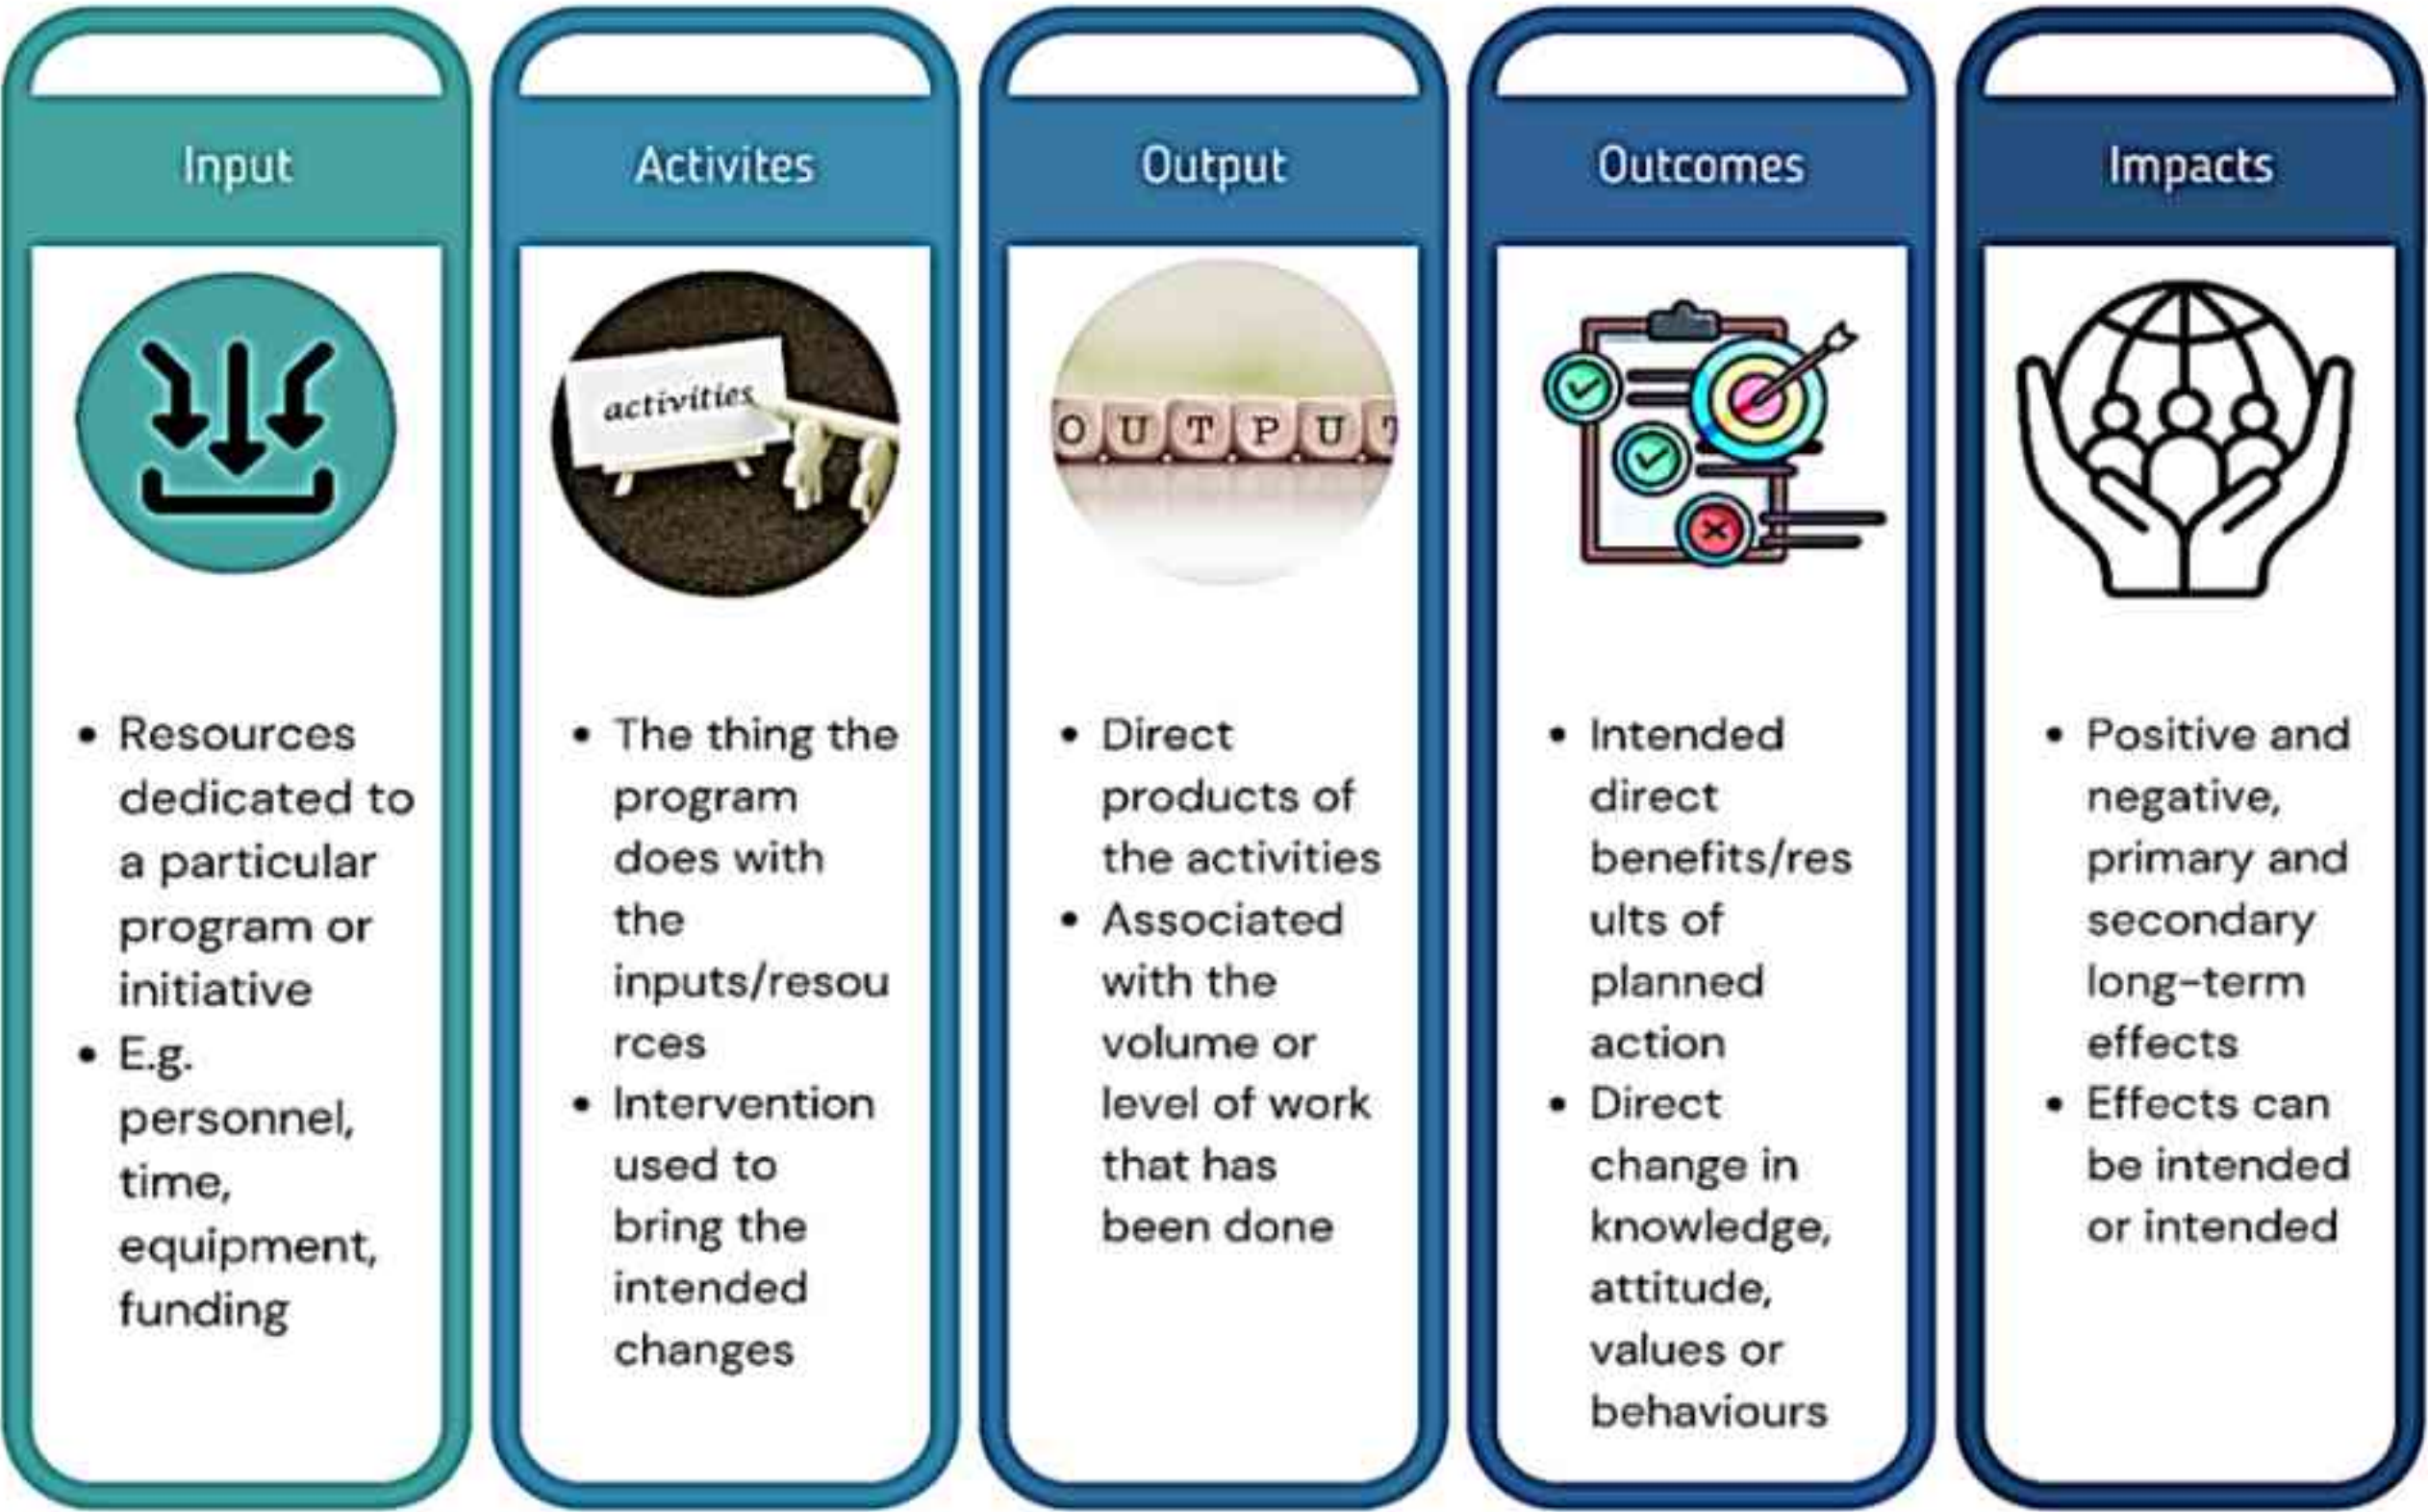 Input
Activites
Output
Outcomes
Impacts
activities
OUTPUT
• Resources
dedicated to
a particular
program or
initiative
• E.g.
personnel,
time,
equipment,
funding
• The thing the
program
does with
the
inputs/resou
rces
• Intervention
used to
bring the
intended
changes
• Direct
products of
the activities
• Associated
with the
volume or
level of work
that has
been done
• Intended
direct
benefits/res
ults of
planned
action
• Direct
change in
knowledge,
attitude,
values or
behaviours
• Positive and
negative,
primary and
secondary
long-term
effects
• Effects can
be intended
or intended